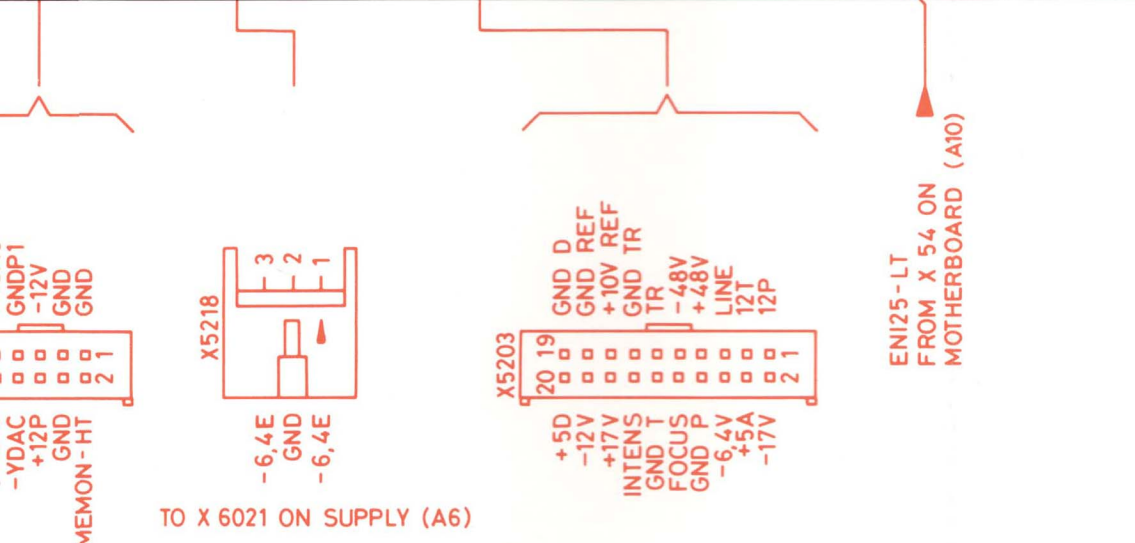 GNDP1
-12V
GND
GND
2 1
-YDAC
+12P
GND
MEMON-HT
X5218
3
2
1
-6,4E
GND
-6,4E
TO X 6021 ON SUPPLY (A6)
X5203
GND D
GND REF
+10V REF
GND TR
TR
-48V
+48V
LINE
12T
12P
20 19
2 1
+5D
-12V
+17V
INTENS
GND T
FOCUS
GND P
-6,4V
+5A
-17V
EN125-LT
FROM X 54 ON
MOTHERBOARD (A10)